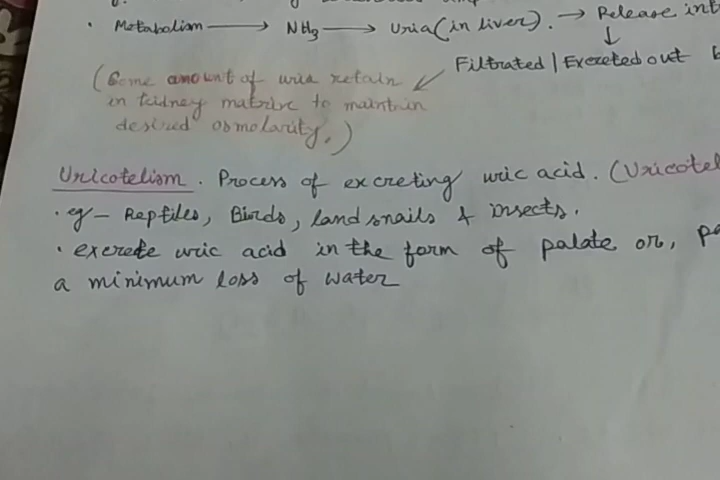 • Metabolism → NH3 → Uria (in liver). → Release int
↓
Filtrated | Excreted out
(Some amount of uria retain
in kidney matrix to maintain
desired osmolarity.)
Uricotelism. Process of excreting uric acid. (Uricotel
• eg – Reptiles, Birds, land snails & insects.
• excrete uric acid in the form of palate or,
a minimum loss of water